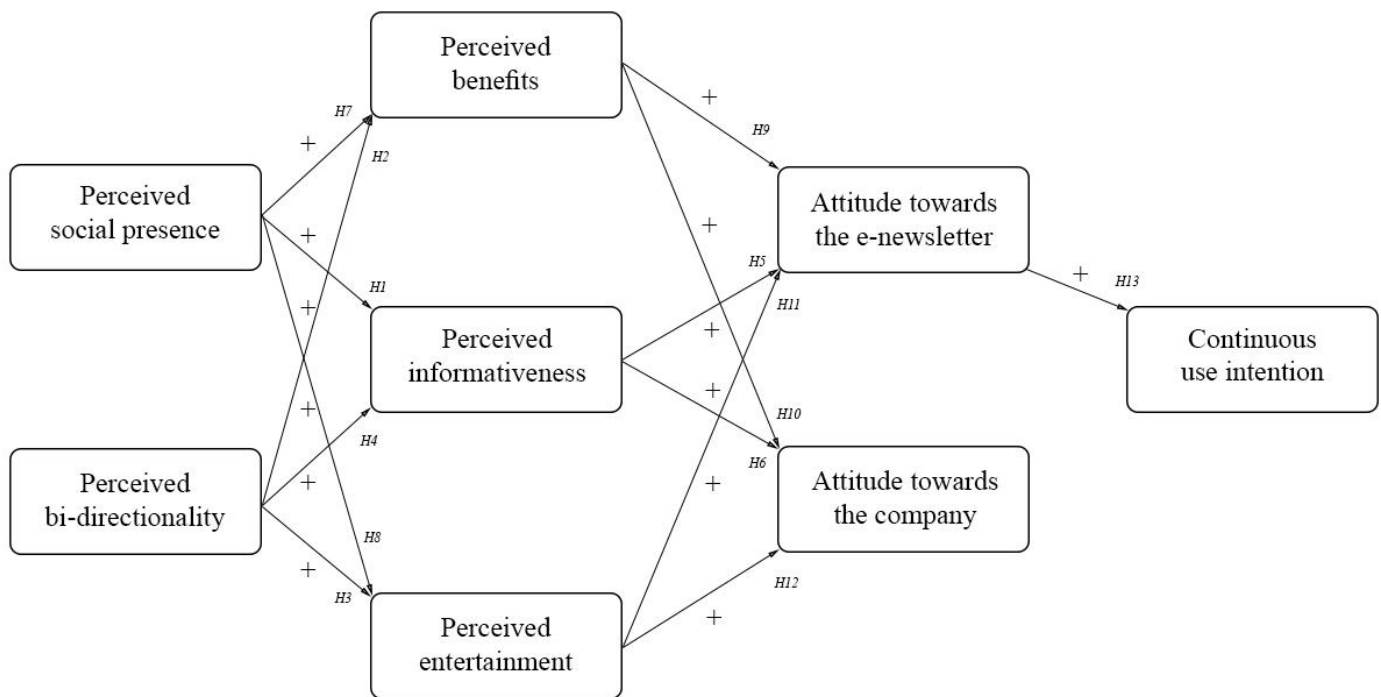 Perceived
benefits
H7
+
H2
+
H9
Perceived
social presence
+
H1
+
+
H4
+
+
H8
+
H3
Perceived
informativeness
Perceived
bi-directionality
Perceived
entertainment
+
H5
H11
+
+
H10
H6
+
H12
+
Attitude towards
the e-newsletter
+
H13
Continuous
use intention
Attitude towards
the company